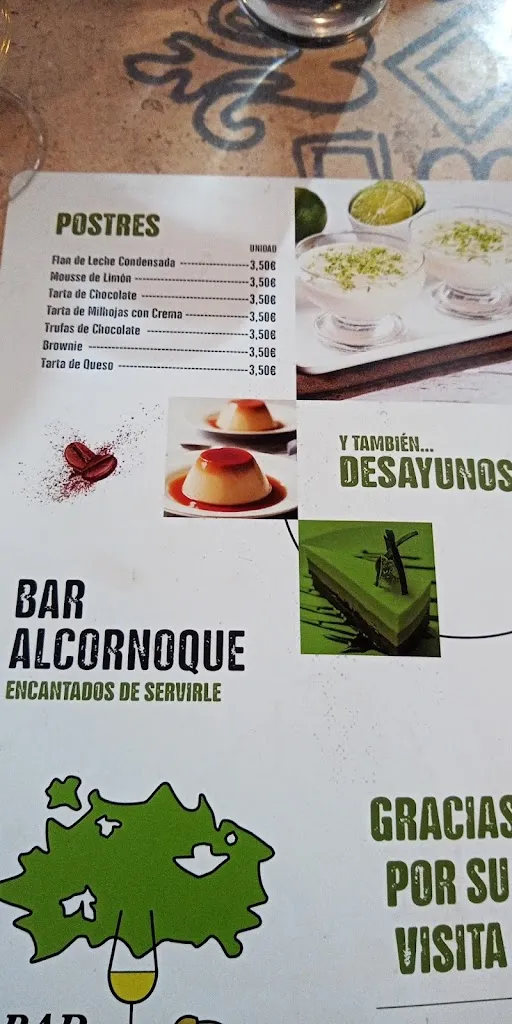 POSTRES
UNIDAD
Flan de Leche Condensada 3,50€
Mousse de Limón 3,50€
Tarta de Chocolate 3,50€
Tarta de Milhojas con Crema 3,50€
Trufas de Chocolate 3,50€
Brownie 3,50€
Tarta de Queso 3,50€
Y TAMBIÉN...
DESAYUNOS
BAR
ALCORNOQUE
ENCANTADOS DE SERVIRLE
GRACIAS
POR SU
VISITA
BAR